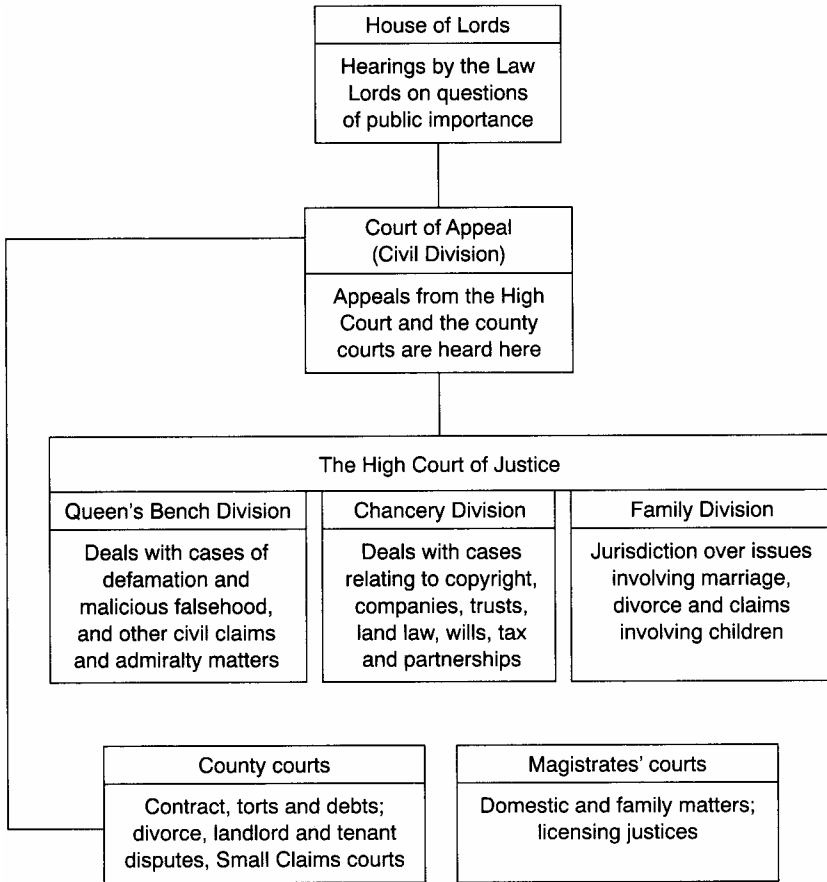 House of Lords
Hearings by the Law
Lords on questions
of public importance
Court of Appeal
(Civil Division)
Appeals from the High
Court and the county
courts are heard here
The High Court of Justice
Queen's Bench Division
Deals with cases of
defamation and
malicious falsehood,
and other civil claims
and admiralty matters
Chancery Division
Deals with cases
relating to copyright,
companies, trusts,
land law, wills, tax
and partnerships
Family Division
Jurisdiction over issues
involving marriage,
divorce and claims
involving children
County courts
Contract, torts and debts;
divorce, landlord and tenant
disputes, Small Claims courts
Magistrates' courts
Domestic and family matters;
licensing justices